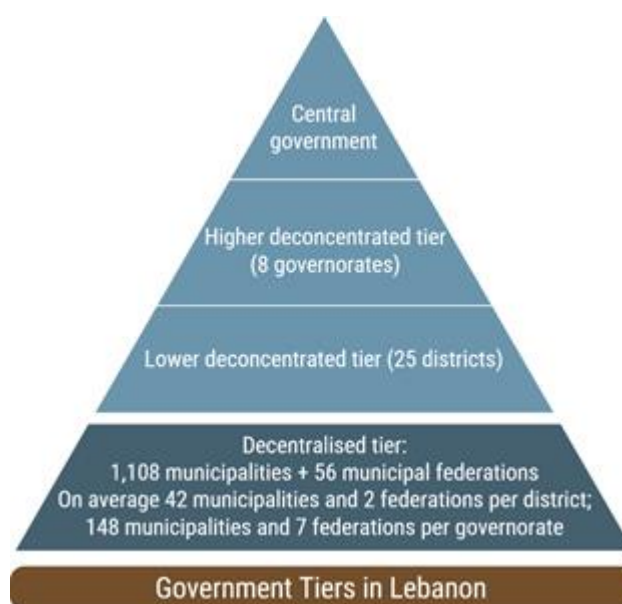 Central
government
Higher deconcentrated tier
(8 governorates)
Lower deconcentrated tier (25 districts)
Decentralised tier:
1,108 municipalities + 56 municipal federations
On average 42 municipalities and 2 federations per district;
148 municipalities and 7 federations per governorate
Government Tiers in Lebanon